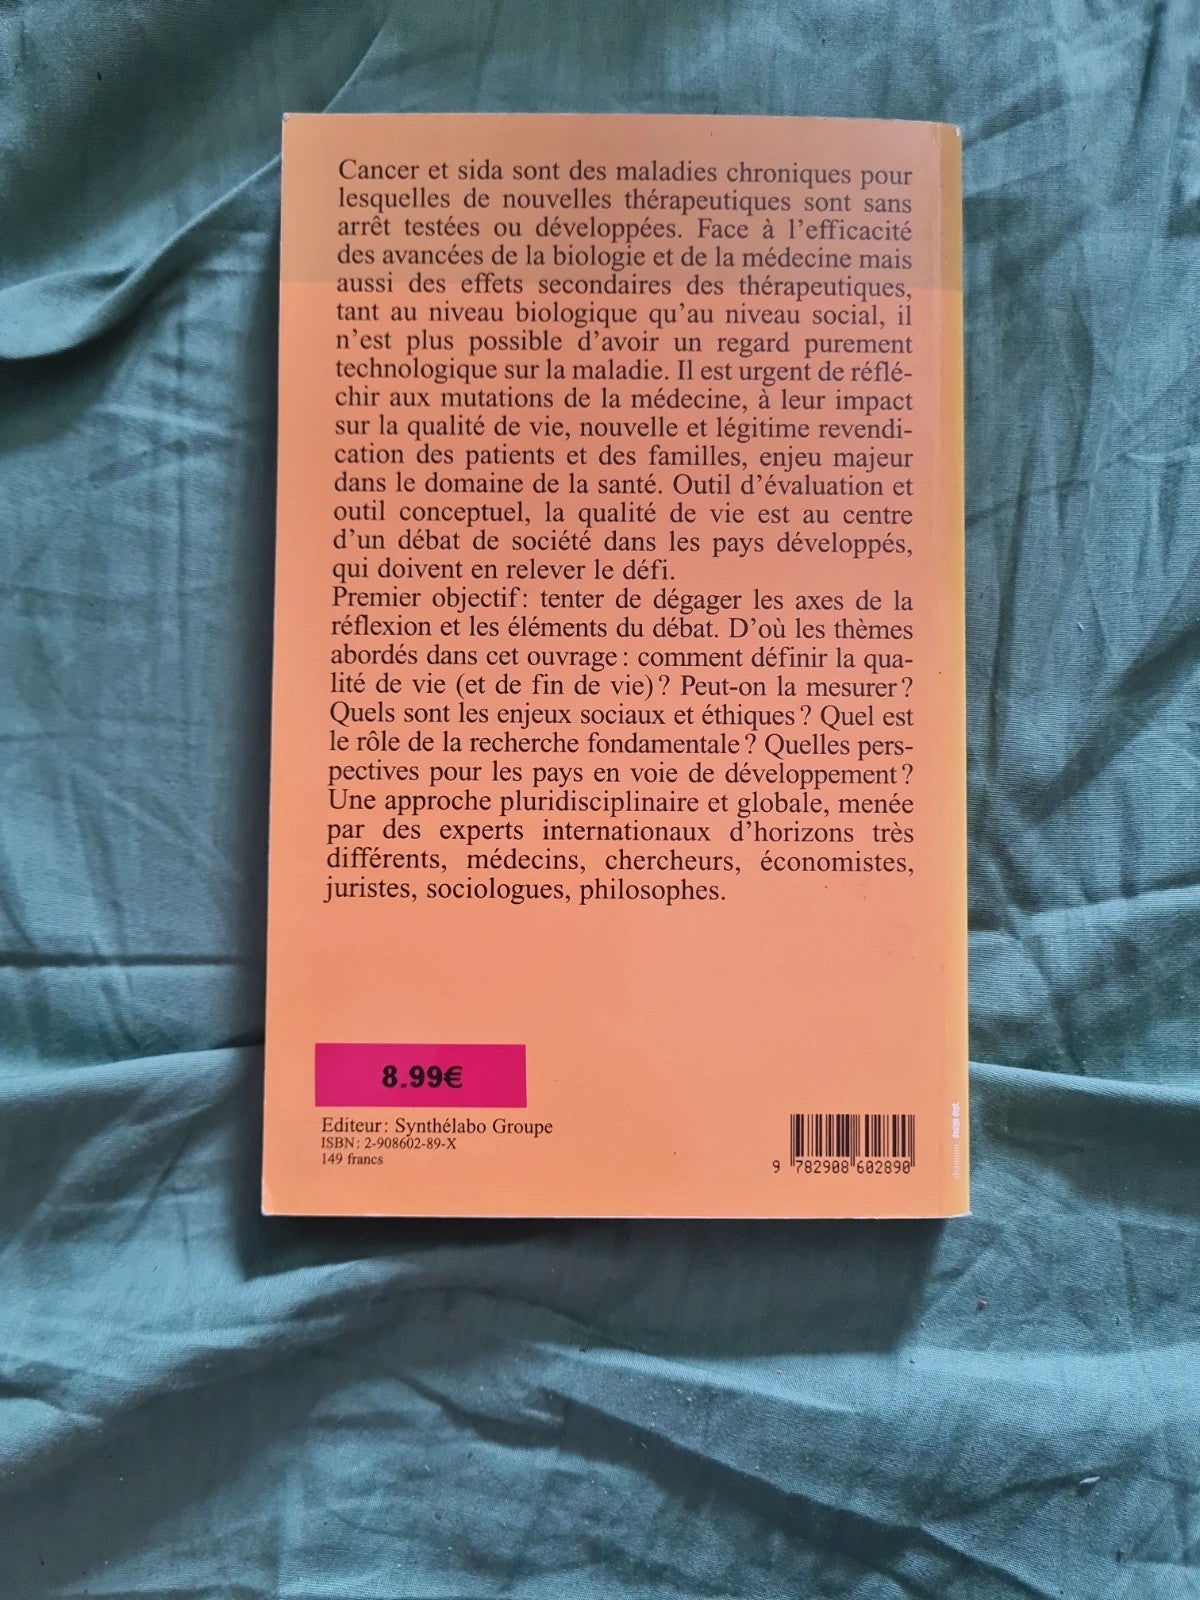 Cancer et sida sont des maladies chroniques pour
lesquelles de nouvelles thérapeutiques sont sans
arrêt testées ou développées. Face à l'efficacité
des avancées de la biologie et de la médecine mais
aussi des effets secondaires des thérapeutiques,
tant au niveau biologique qu'au niveau social, il
n'est plus possible d'avoir un regard purement
technologique sur la maladie. Il est urgent de réflé-
chir aux mutations de la médecine, à leur impact
sur la qualité de vie, nouvelle et légitime revendi-
cation des patients et des familles, enjeu majeur
dans le domaine de la santé. Outil d'évaluation et
outil conceptuel, la qualité de vie est au centre
d'un débat de société dans les pays développés,
qui doivent en relever le défi.
Premier objectif : tenter de dégager les axes de la
réflexion et les éléments du débat. D'où les thèmes
abordés dans cet ouvrage : comment définir la qua-
lité de vie (et de fin de vie) ? Peut-on la mesurer ?
Quels sont les enjeux sociaux et éthiques ? Quel est
le rôle de la recherche fondamentale ? Quelles pers-
pectives pour les pays en voie de développement ?
Une approche pluridisciplinaire et globale, menée
par des experts internationaux d'horizons très
différents, médecins, chercheurs, économistes,
juristes, sociologues, philosophes.
8.99€
Editeur : Synthélabo Groupe
ISBN : 2-908602-89-X
149 francs
9 782908 602890
design dept.